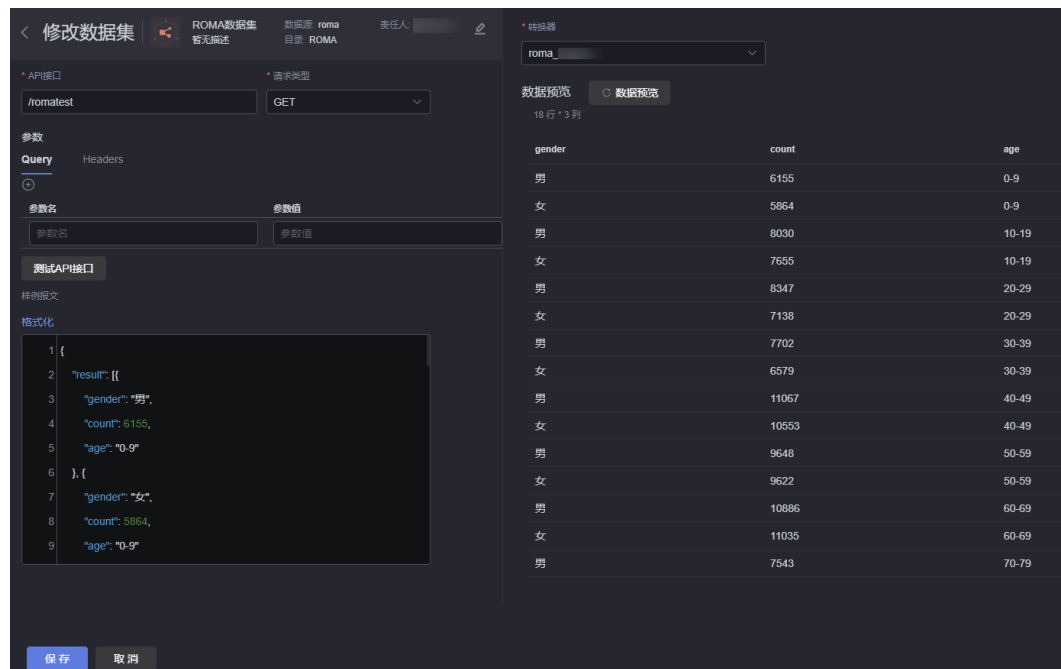 修改数据集
ROMA数据集
暂无描述
数据源: roma
目录: ROMA
责任人:
* API接口
* 请求类型
/romatest
GET
参数
Query Headers
参数名 参数值
参数名 参数值
测试API接口
样例报文
格式化
1 {
2 "result": [{
3 "gender": "男",
4 "count": 6155,
5 "age": "0-9"
6 }, {
7 "gender": "女",
8 "count": 5864,
9 "age": "0-9"
保存 取消
* 转换器
roma_
数据预览 数据预览
18 行 * 3 列
gender count age
男 6155 0-9
女 5864 0-9
男 8030 10-19
女 7655 10-19
男 8347 20-29
女 7138 20-29
男 7702 30-39
女 6579 30-39
男 11067 40-49
女 10553 40-49
男 9648 50-59
女 9622 50-59
男 10886 60-69
女 11035 60-69
男 7543 70-79